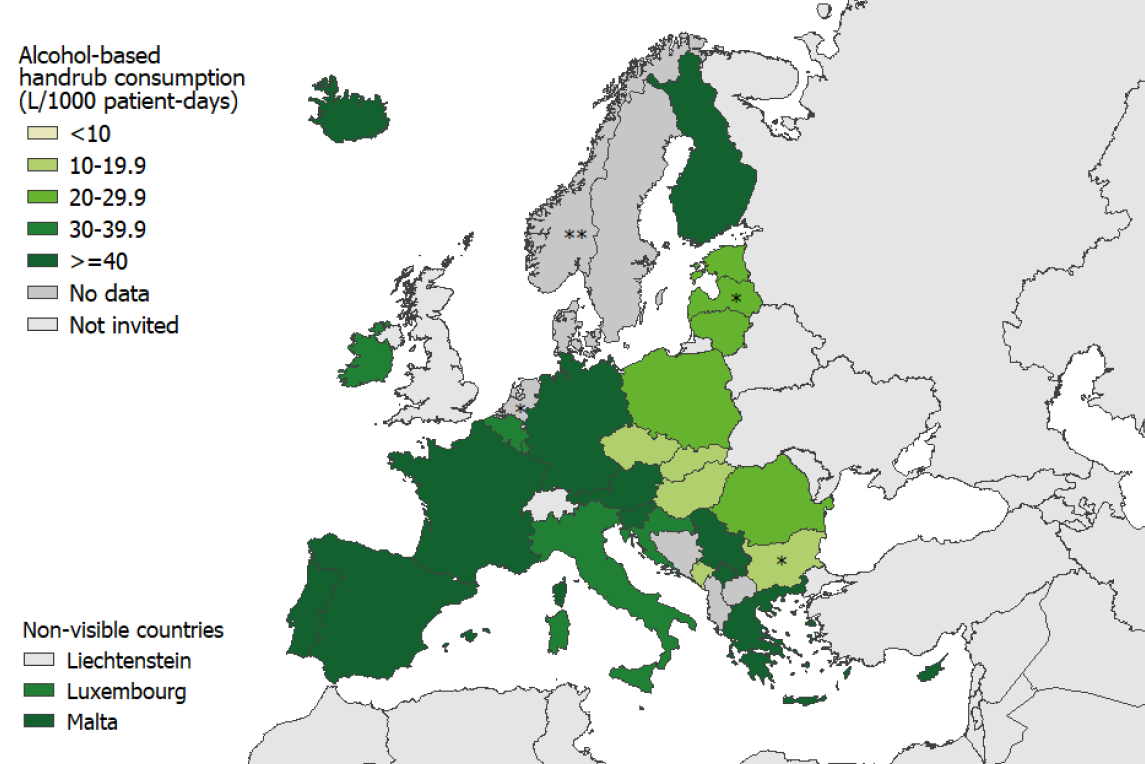 Alcohol-based
handrub consumption
(L/1000 patient-days)
<10
10-19.9
20-29.9
30-39.9
>=40
No data
Not invited
**
*
*
*
Non-visible countries
Liechtenstein
Luxembourg
Malta